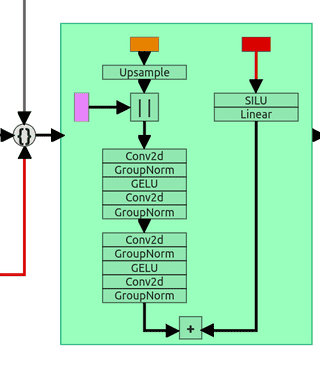 Upsample
{}
||
SILU
Linear
Conv2d
GroupNorm
GELU
Conv2d
GroupNorm
Conv2d
GroupNorm
GELU
Conv2d
GroupNorm
+